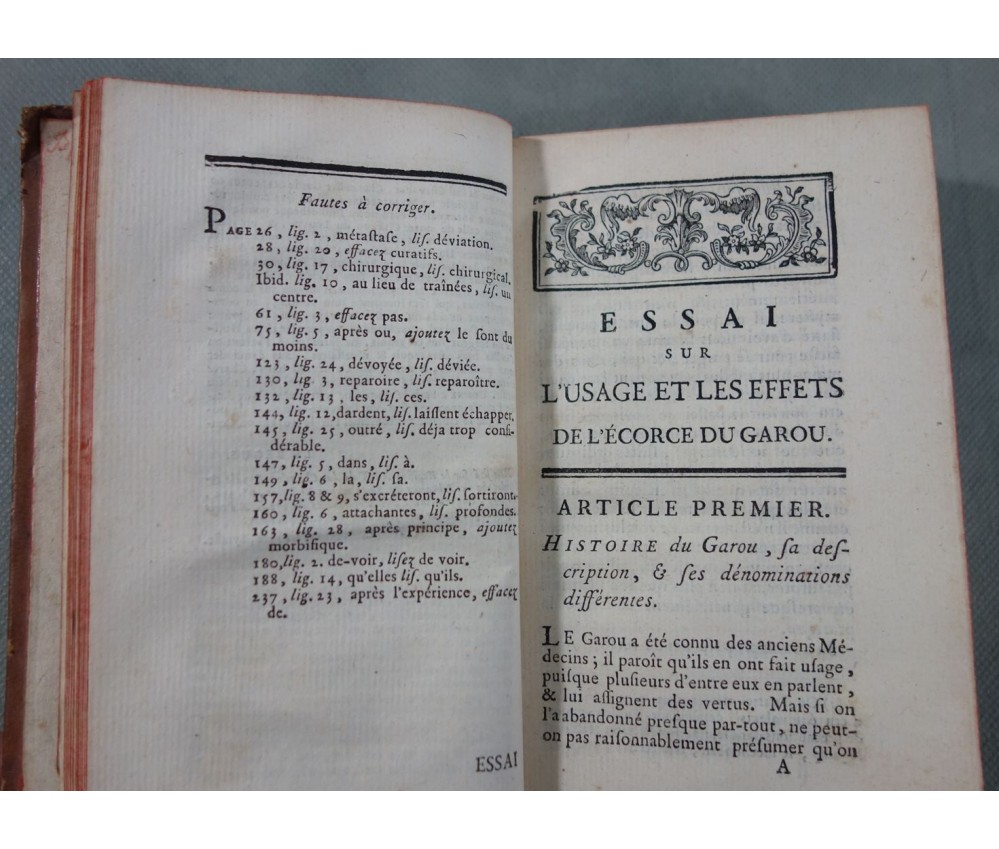 Fautes à corriger.
PAGE 26, lig. 2, métaſtaſe, liſ. déviation.
28, lig. 20, effacez curatifs.
30, lig. 17, chirurgique, liſ. chirurgical.
Ibid. lig. 10, au lieu de traînées, liſ. un
centre.
61, lig. 3, effacez pas.
75, lig. 5, après ou, ajoutez le ſont du
moins.
123, lig. 24, dévoyée, liſ. déviée.
130, lig. 3, reparoire, liſ. reparoître.
132, lig. 13. les, liſ. ces.
144, lig. 12, dardent, liſ. laiſſent échapper.
145, lig. 25, outré, liſ. déja trop conſi-
dérable.
147, lig. 5, dans, liſ. à.
149, lig. 6, la, liſ. ſa.
157, lig. 8 & 9, s'excréteront, liſ. ſortiront.
160, lig. 6, attachantes, liſ. profondes.
163, lig. 28, après principe, ajoutez
morbifique.
180, lig. 2. de-voir, liſez de voir.
188, lig. 14, qu'elles liſ. qu'ils.
237, lig. 23, après l'expérience, effacez
de.
ESSAI
ESSAI
SUR
L'USAGE ET LES EFFETS
DE L'ÉCORCE DU GAROU.
ARTICLE PREMIER.
HISTOIRE du Garou, ſa deſ-
cription, & ſes dénominations
différentes.
LE Garou a été connu des anciens Mé-
decins ; il paroît qu'ils en ont fait uſage,
puiſque pluſieurs d'entre eux en parlent,
& lui aſſignent des vertus. Mais ſi on
l'a abandonné preſque par-tout, ne peut-
on pas raiſonnablement préſumer qu'on
A